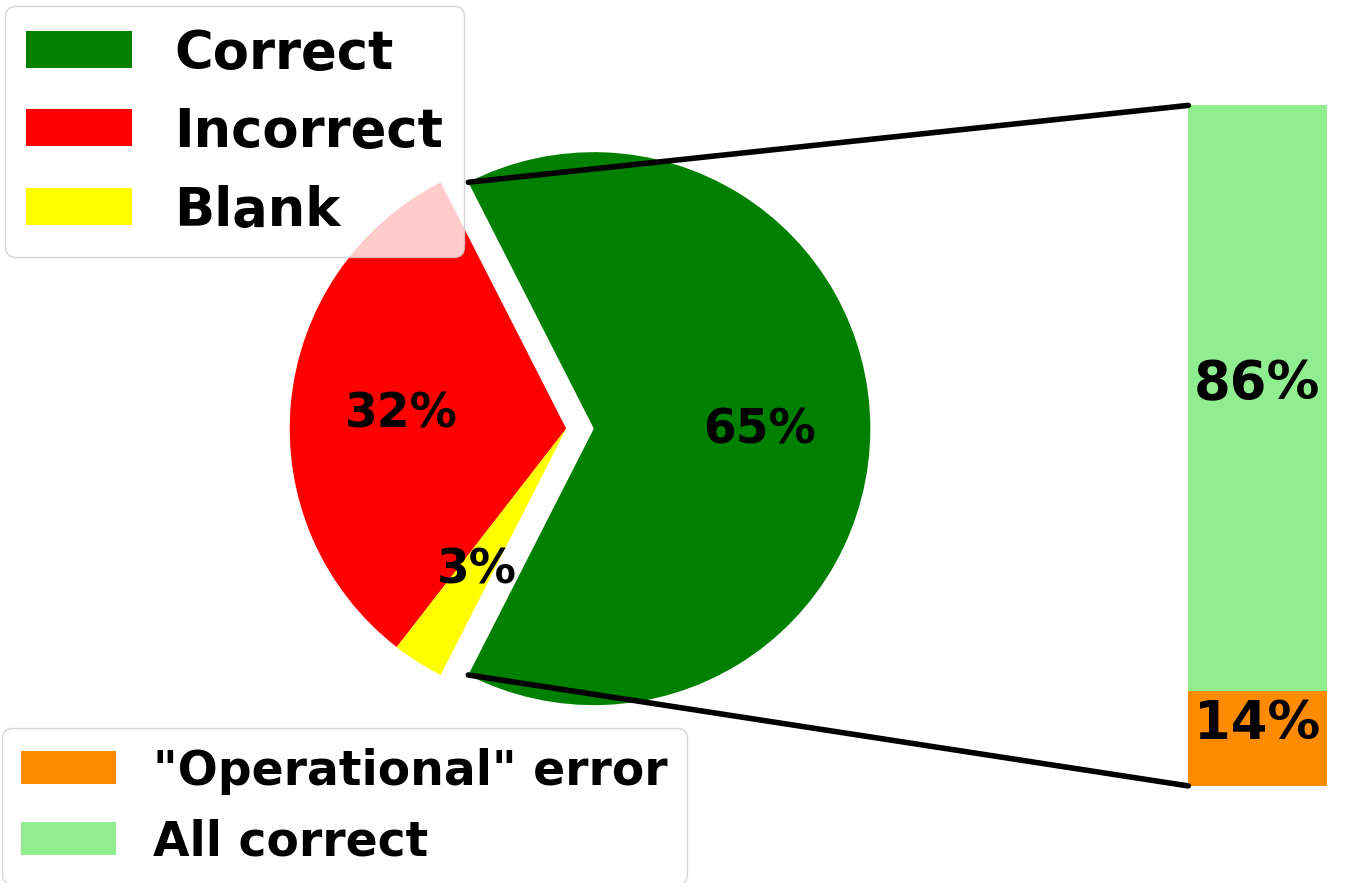 Correct
Incorrect
Blank
32%
65%
3%
86%
14%
"Operational" error
All correct